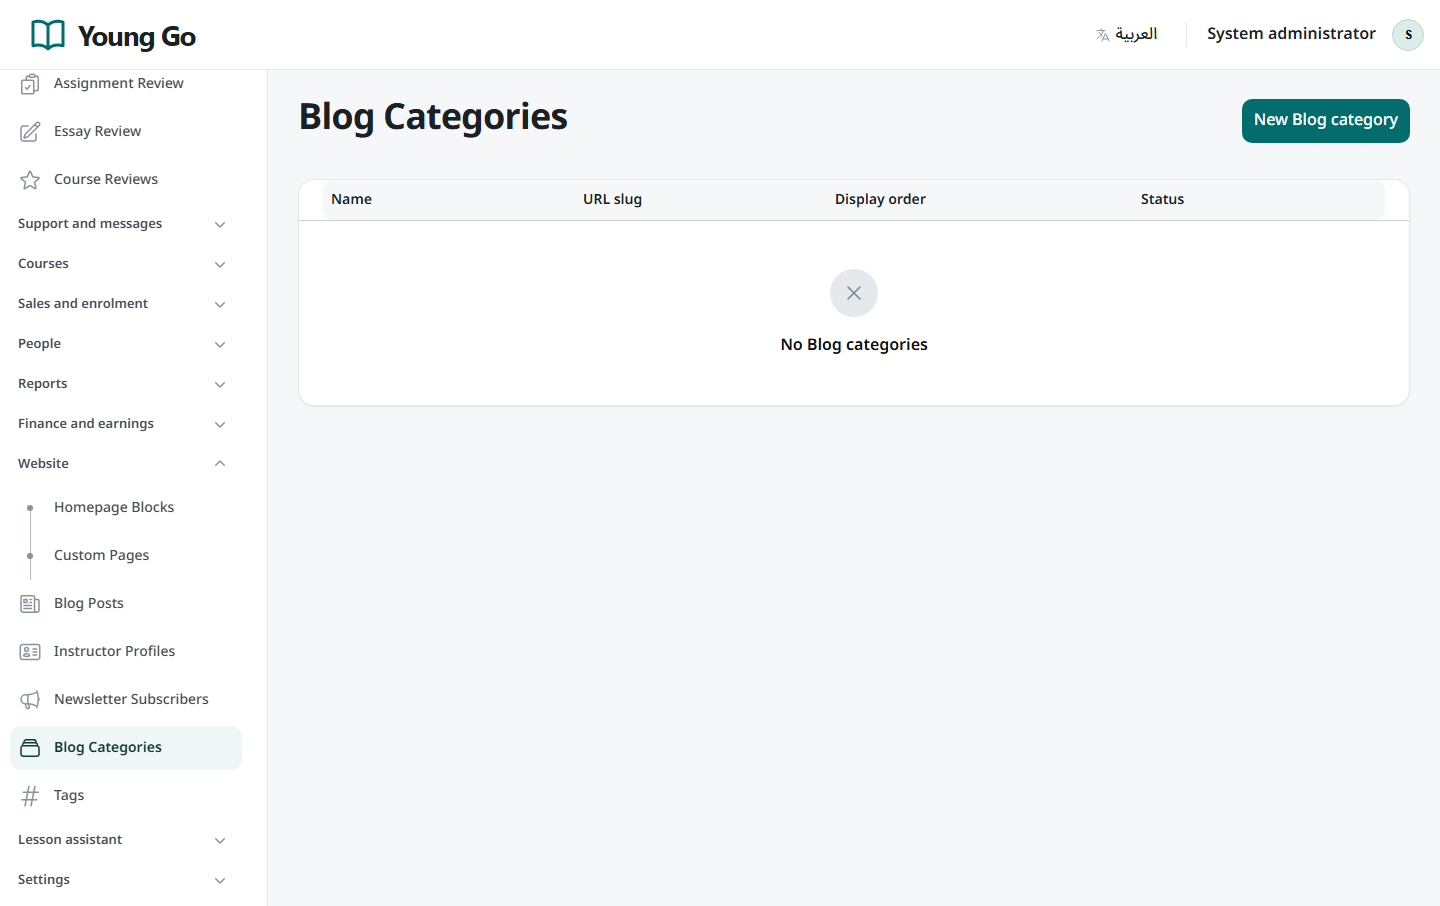 Young Go
العربية
System administrator
S
Assignment Review
Essay Review
Course Reviews
Support and messages
Courses
Sales and enrolment
People
Reports
Finance and earnings
Website
Homepage Blocks
Custom Pages
Blog Posts
Instructor Profiles
Newsletter Subscribers
Blog Categories
Tags
Lesson assistant
Settings
Blog Categories
New Blog category
Name URL slug Display order Status
No Blog categories